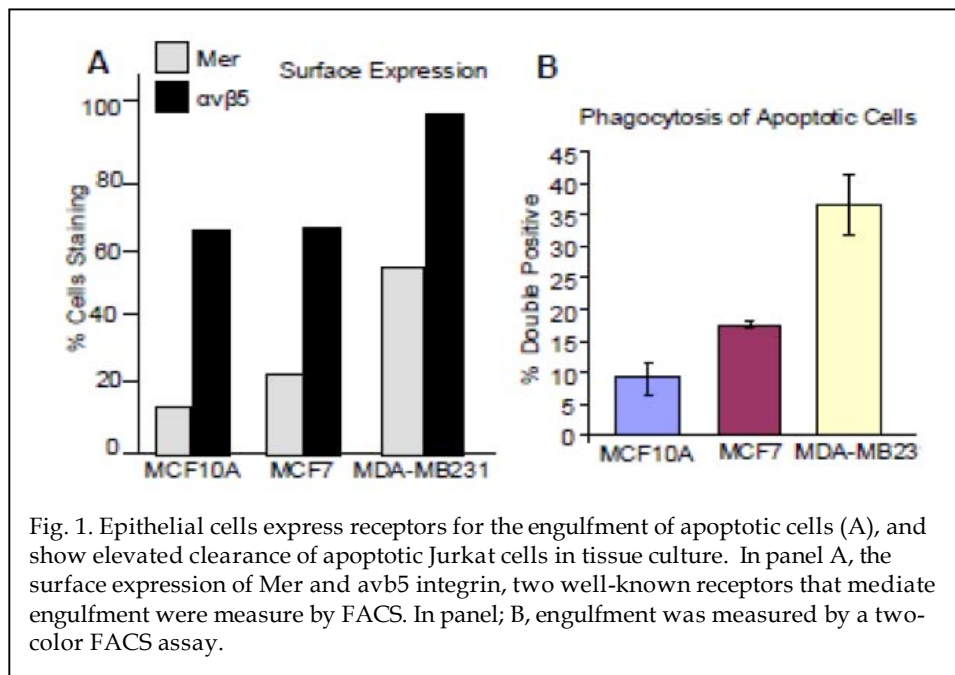 A
Mer
αvβ5
Surface Expression
% Cells Staining
100
80
60
40
20
0
MCF10A
MCF7
MDA-MB231
B
Phagocytosis of Apoptotic Cells
% Double Positive
45
40
35
30
25
20
15
10
5
0
MCF10A
MCF7
MDA-MB23
Fig. 1. Epithelial cells express receptors for the engulfment of apoptotic cells (A), and
show elevated clearance of apoptotic Jurkat cells in tissue culture. In panel A, the
surface expression of Mer and avb5 integrin, two well-known receptors that mediate
engulfment were measure by FACS. In panel; B, engulfment was measured by a two-
color FACS assay.